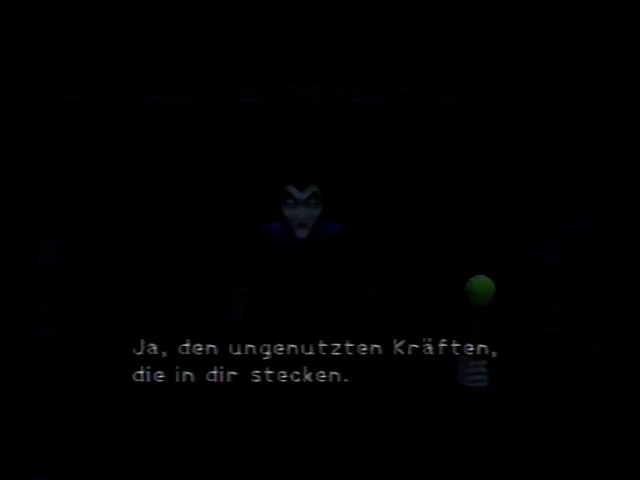 Ja, den ungenutzten Kräften,
die in dir stecken.